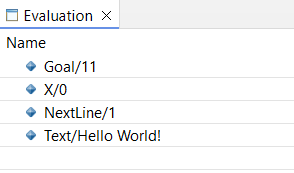 Evaluation
Name
Goal/11
X/0
NextLine/1
Text/Hello World!